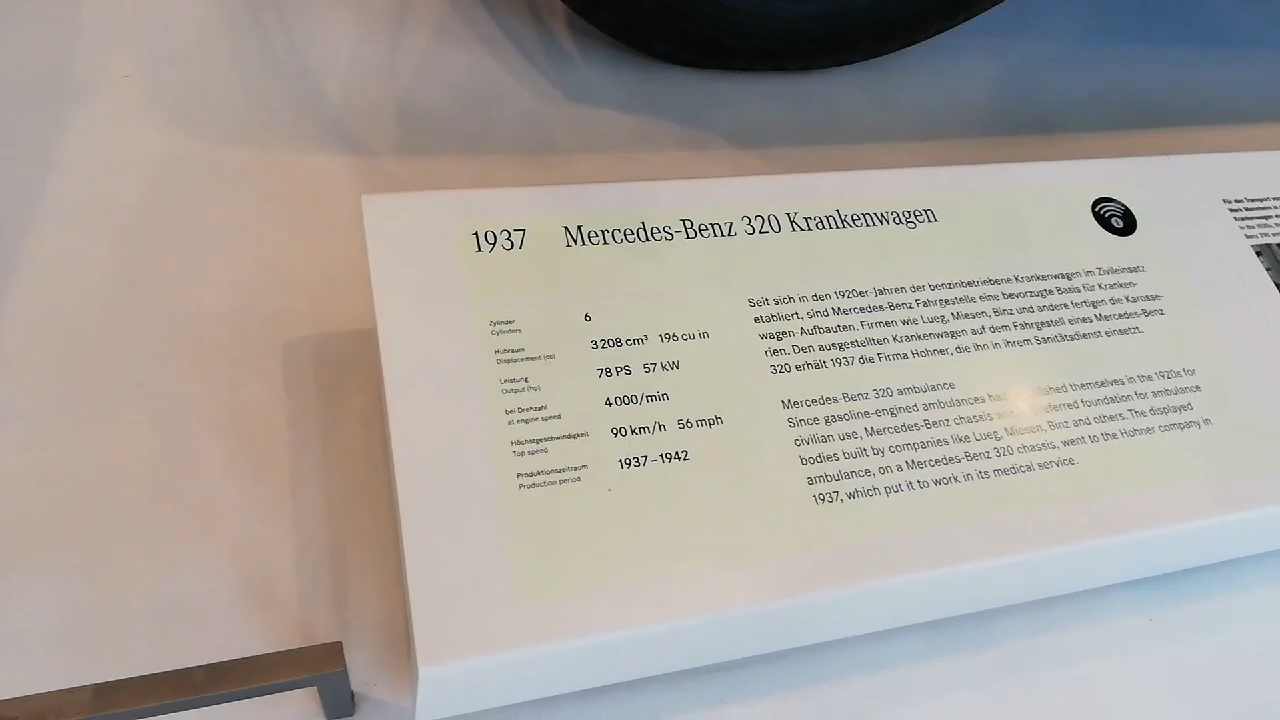 1937 Mercedes-Benz 320 Krankenwagen
Zylinder
Cylinders
6
Hubraum
Displacement (cc)
3208 cm³ 196 cu in
Leistung
Output (hp)
78 PS 57 kW
bei Drehzahl
at engine speed
4000/min
Höchstgeschwindigkeit
Top speed
90 km/h 56 mph
Produktionszeitraum
Production period
1937–1942
Seit sich in den 1920er-Jahren der benzinbetriebene Krankenwagen im Zivileinsatz
etabliert, sind Mercedes-Benz Fahrgestelle eine bevorzugte Basis für Kranken-
wagen-Aufbauten. Firmen wie Lueg, Miesen, Binz und andere fertigen die Karosse-
rien. Den ausgestellten Krankenwagen auf dem Fahrgestell eines Mercedes-Benz
320 erhält 1937 die Firma Hohner, die ihn in ihrem Sanitätsdienst einsetzt.
Mercedes-Benz 320 ambulance
Since gasoline-engined ambulances had themselves in the 1920s for
civilian use, Mercedes-Benz chassis preferred foundation for ambulance
bodies built by companies like Lueg, Miesen, Binz and others. The displayed
ambulance, on a Mercedes-Benz 320 chassis, went to the Hohner company in
1937, which put it to work in its medical service.
Für den Transport